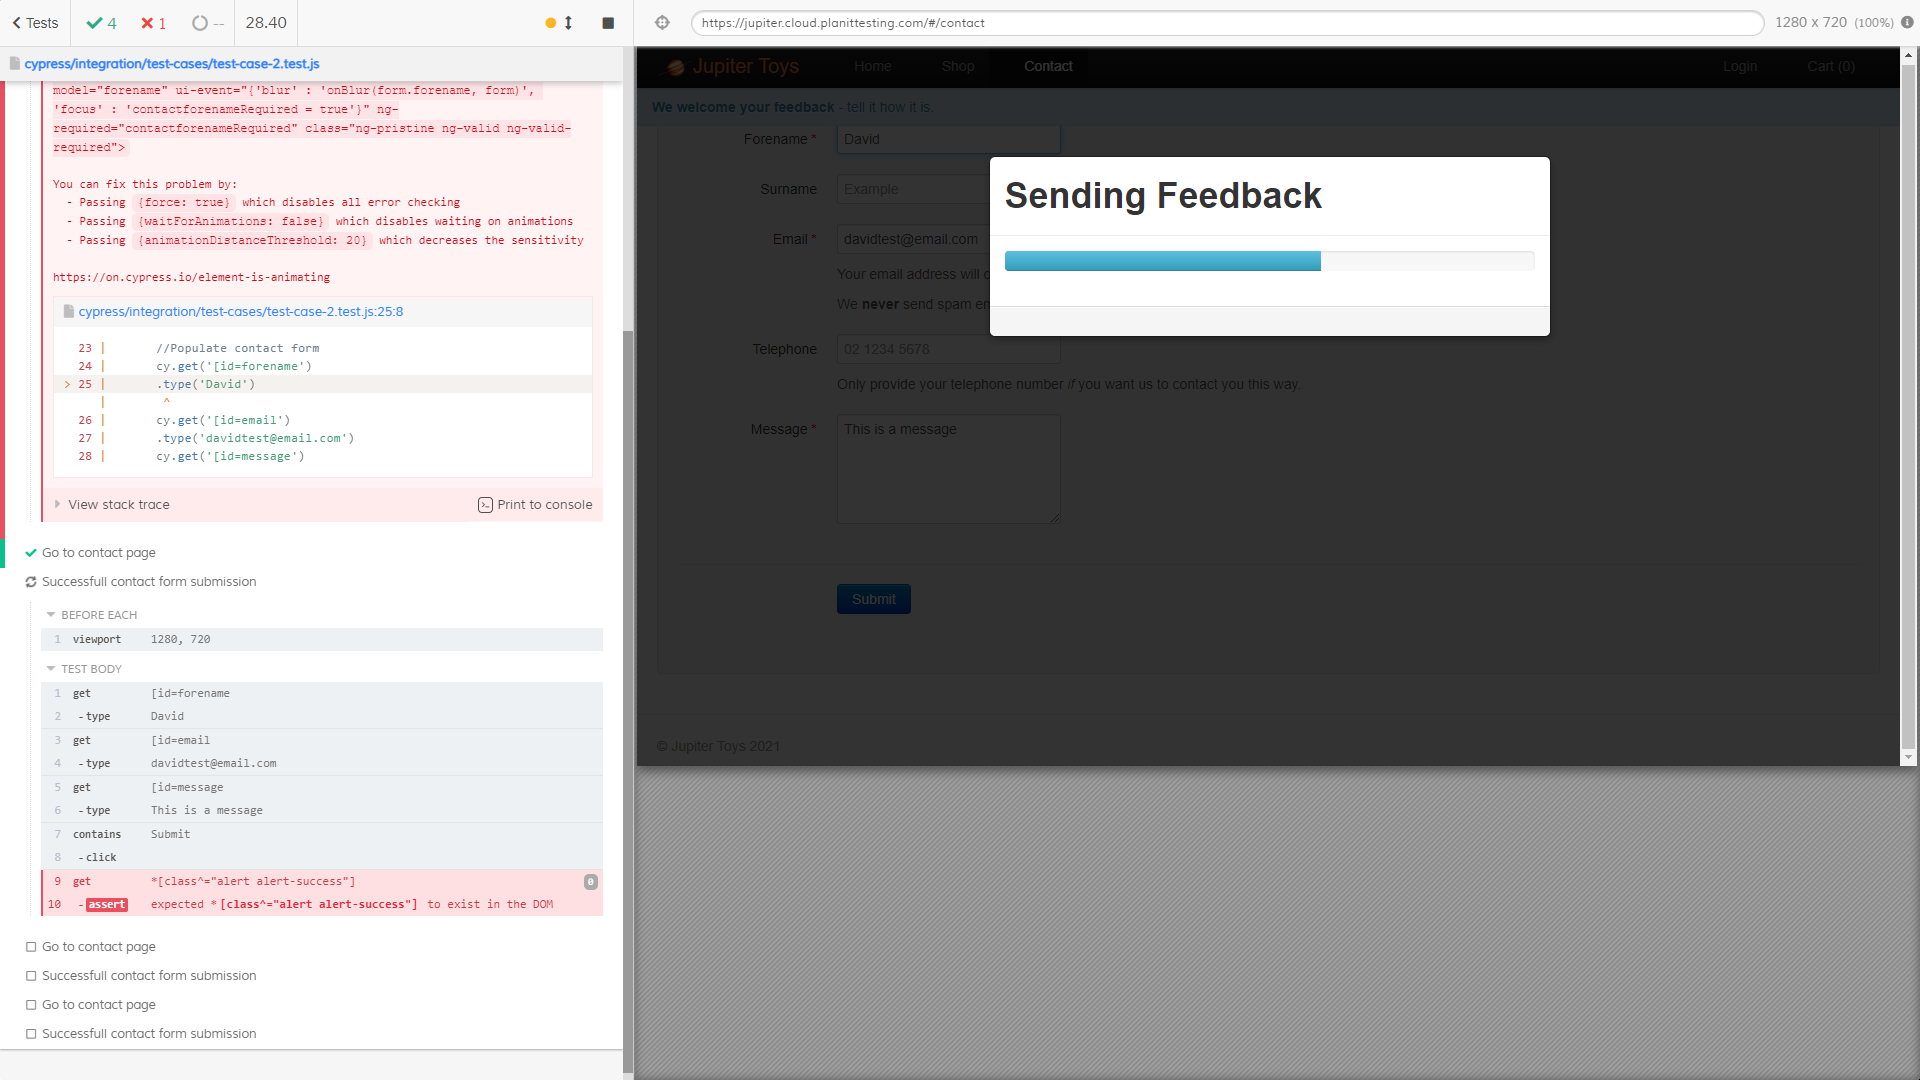 Tests
4
1
--
28.40
cypress/integration/test-cases/test-case-2.test.js
model="forename" ui-event="{'blur' : 'onBlur(form.forename, form)',
'focus' : 'contactforenameRequired = true'}" ng-
required="contactforenameRequired" class="ng-pristine ng-valid ng-valid-
required">
You can fix this problem by:
- Passing {force: true} which disables all error checking
- Passing {waitForAnimations: false} which disables waiting on animations
- Passing {animationDistanceThreshold: 20} which decreases the sensitivity
https://on.cypress.io/element-is-animating
cypress/integration/test-cases/test-case-2.test.js:25:8
23 | //Populate contact form
24 | cy.get('[id=forename')
> 25 | .type('David')
| ^
26 | cy.get('[id=email')
27 | .type('davidtest@email.com')
28 | cy.get('[id=message')
View stack trace
Print to console
Go to contact page
Successfull contact form submission
BEFORE EACH
1 viewport 1280, 720
TEST BODY
1 get [id=forename
2 -type David
3 get [id=email
4 -type davidtest@email.com
5 get [id=message
6 -type This is a message
7 contains Submit
8 -click
9 get *[class^="alert alert-success"] 0
10 -assert expected *[class^="alert alert-success"] to exist in the DOM
Go to contact page
Successfull contact form submission
Go to contact page
Successfull contact form submission
https://jupiter.cloud.planittesting.com/#/contact
1280 x 720 (100%)
Jupiter Toys
Home
Shop
Contact
Login
Cart (0)
We welcome your feedback - tell it how it is.
Forename *
David
Surname
Example
Email *
davidtest@email.com
Your email address will
We never send spam
Sending Feedback
Telephone
02 1234 5678
Only provide your telephone number if you want us to contact you this way.
Message *
This is a message
Submit
© Jupiter Toys 2021